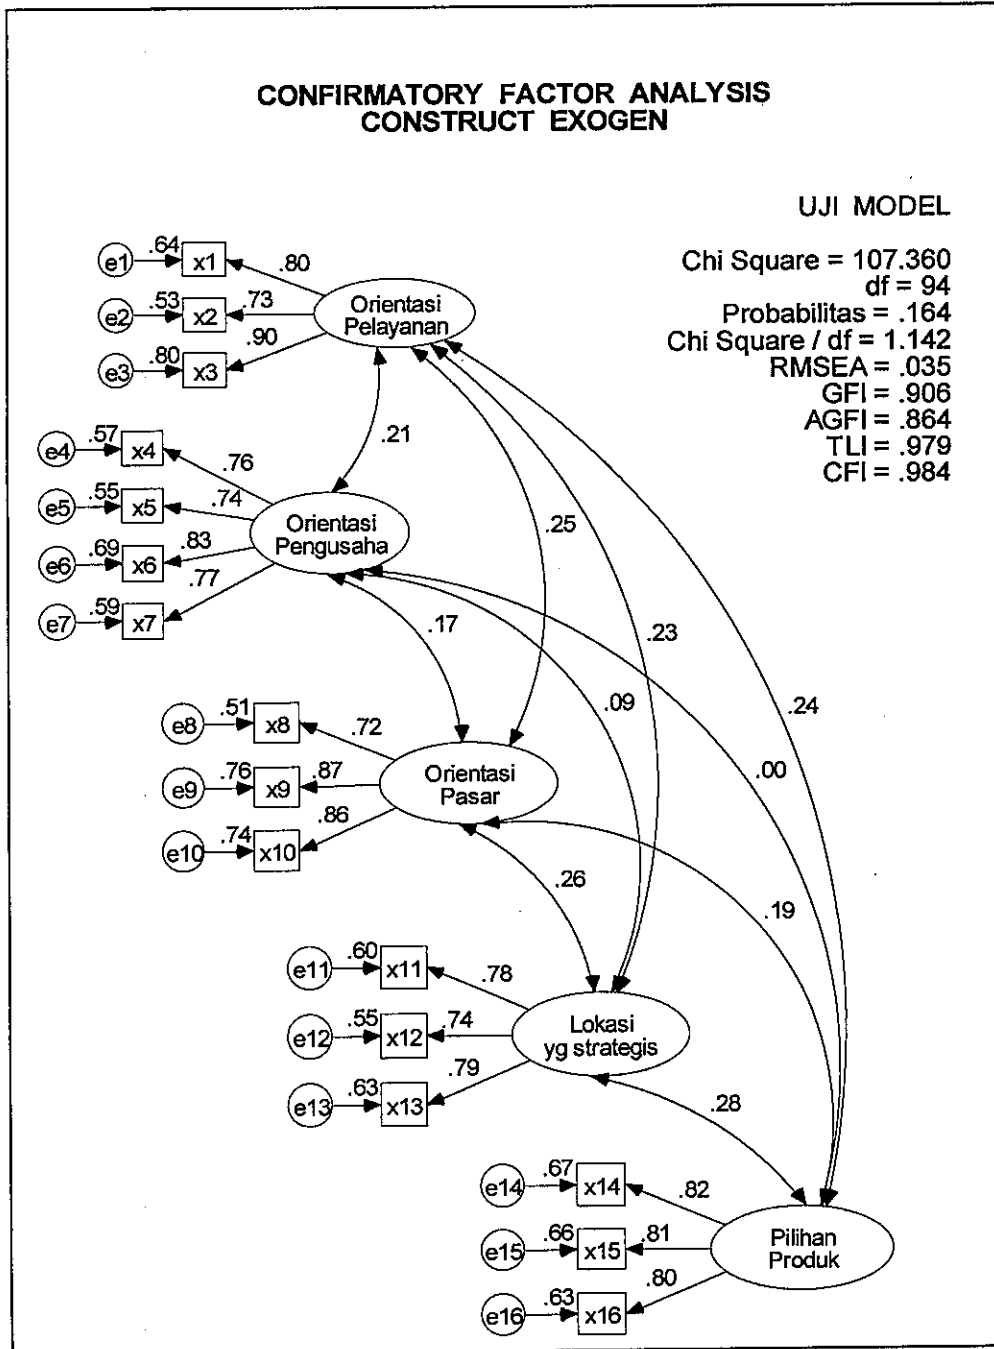 CONFIRMATORY FACTOR ANALYSIS
CONSTRUCT EXOGEN
UJI MODEL
Chi Square = 107.360
df = 94
Probabilitas = .164
Chi Square / df = 1.142
RMSEA = .035
GFI = .906
AGFI = .864
TLI = .979
CFI = .984
e1 .64 x1 .80
e2 .53 x2 .73
e3 .80 x3 .90
Orientasi
Pelayanan
.21
e4 .57 x4 .76
e5 .55 x5 .74
e6 .69 x6 .83
e7 .59 x7 .77
Orientasi
Pengusaha
.25
.17
.23
.09
.24
.00
e8 .51 x8 .72
e9 .76 x9 .87
e10 .74 x10 .86
Orientasi
Pasar
.26
.19
e11 .60 x11 .78
e12 .55 x12 .74
e13 .63 x13 .79
Lokasi
yg strategis
.28
e14 .67 x14 .82
e15 .66 x15 .81
e16 .63 x16 .80
Pilihan
Produk